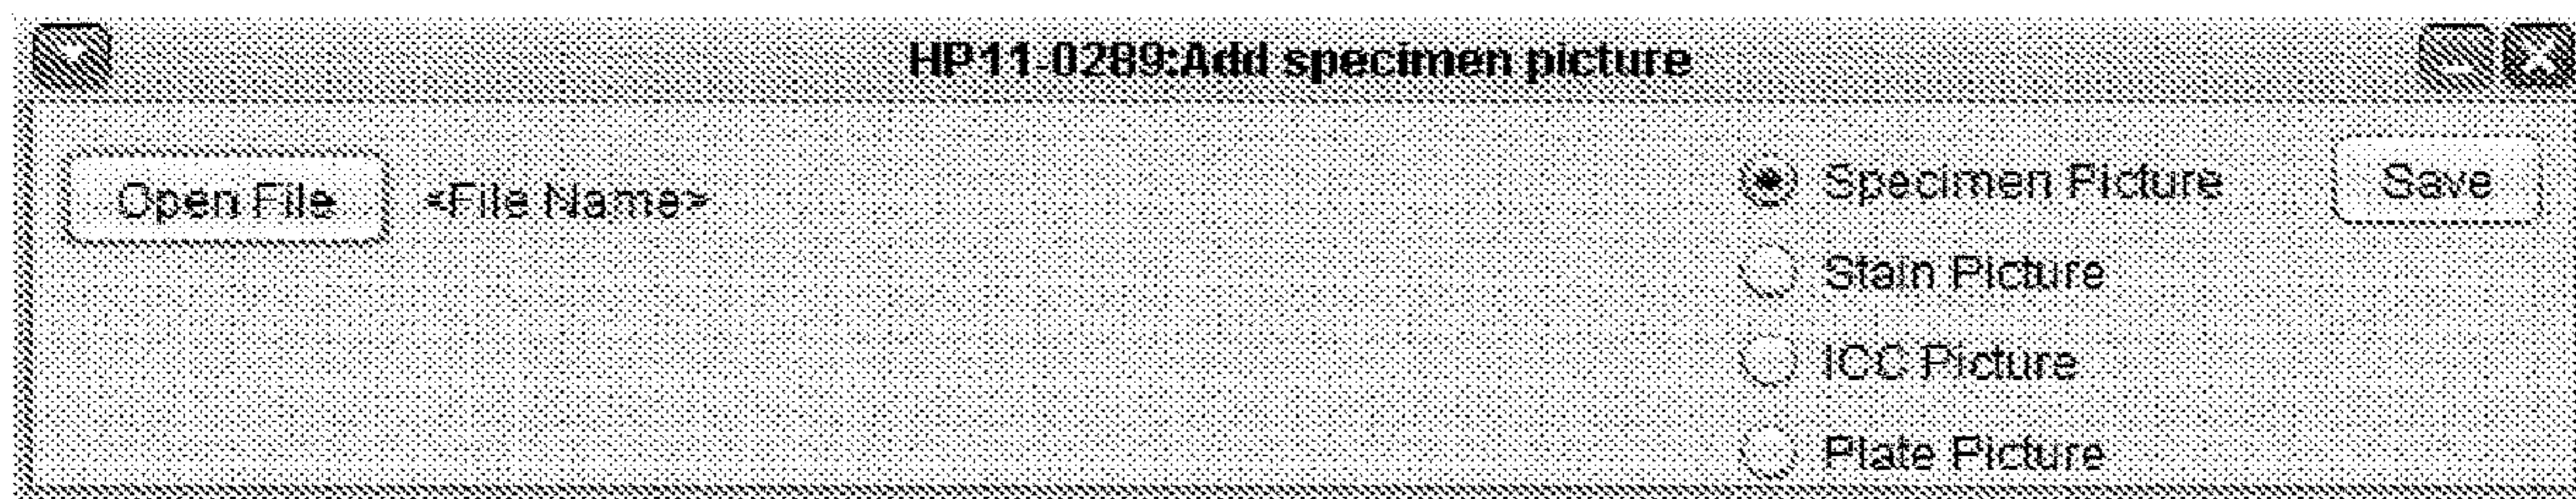 HP11-0289:Add specimen picture
Open File <File Name>
Specimen Picture
Save
Stain Picture
ICC Picture
Plate Picture